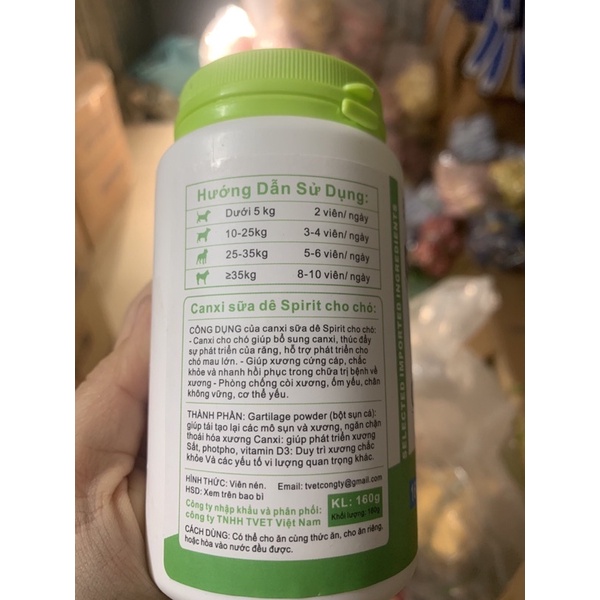 Hướng Dẫn Sử Dụng:
Dưới 5 kg 2 viên/ ngày
10-25kg 3-4 viên/ ngày
25-35kg 5-6 viên/ ngày
≥35kg 8-10 viên/ ngày
Canxi sữa dê Spirit cho chó:
CÔNG DỤNG của canxi sữa dê Spirit cho chó:
- Canxi cho chó giúp bổ sung canxi, thúc đẩy
sự phát triển của răng, hỗ trợ phát triển cho
chó mau lớn. - Giúp xương cứng cáp, chắc
khỏe và nhanh hồi phục trong chữa trị bệnh về
xương - Phòng chống còi xương, ốm yếu, chân
không vững, cơ thể yếu.
THÀNH PHẦN: Gartilage powder (bột sụn cá):
giúp tái tạo lại các mô sụn và xương, ngăn chặn
thoái hóa xương Canxi: giúp phát triển xương
Sắt, photpho, vitamin D3: Duy trì xương chắc
khỏe Và các yếu tố vi lượng quan trọng khác.
HÌNH THỨC: Viên nén. Email: tvetcongty@gmail.com
HSD: Xem trên bao bì
Công ty nhập khẩu và phân phối:
công ty TNHH TVET Việt Nam
KL: 160g
Khối lượng: 160g
CÁCH DÙNG: Có thể cho ăn cùng thức ăn, cho ăn riêng,
hoặc hòa vào nước đều được.
SELECTED IMPORTED INGREDIENTS